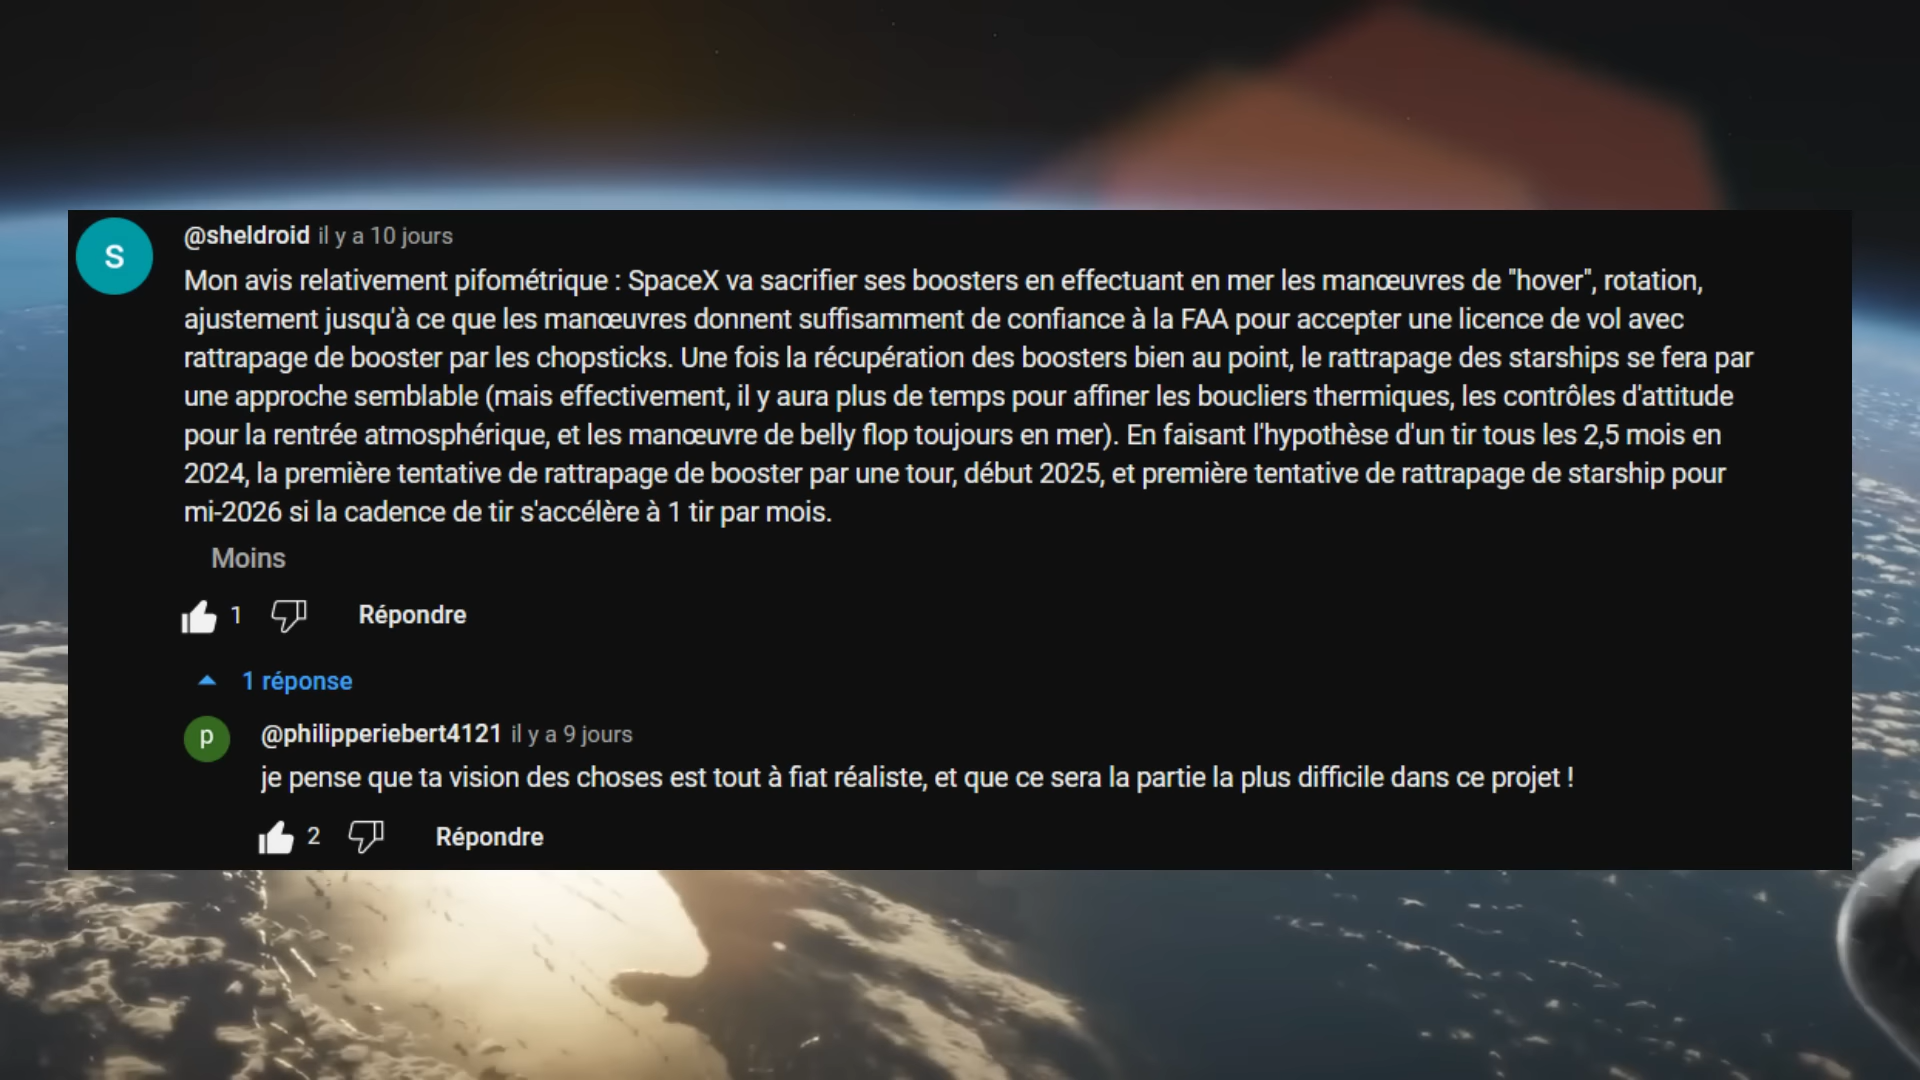 S
@sheldroid il y a 10 jours
Mon avis relativement pifométrique : SpaceX va sacrifier ses boosters en effectuant en mer les manœuvres de "hover", rotation,
ajustement jusqu'à ce que les manœuvres donnent suffisamment de confiance à la FAA pour accepter une licence de vol avec
rattrapage de booster par les chopsticks. Une fois la récupération des boosters bien au point, le rattrapage des starships se fera par
une approche semblable (mais effectivement, il y aura plus de temps pour affiner les boucliers thermiques, les contrôles d'attitude
pour la rentrée atmosphérique, et les manœuvre de belly flop toujours en mer). En faisant l'hypothèse d'un tir tous les 2,5 mois en
2024, la première tentative de rattrapage de booster par une tour, début 2025, et première tentative de rattrapage de starship pour
mi-2026 si la cadence de tir s'accélère à 1 tir par mois.
Moins
1 Répondre
1 réponse
p
@philipperiebert4121 il y a 9 jours
je pense que ta vision des choses est tout à fiat réaliste, et que ce sera la partie la plus difficile dans ce projet !
2 Répondre